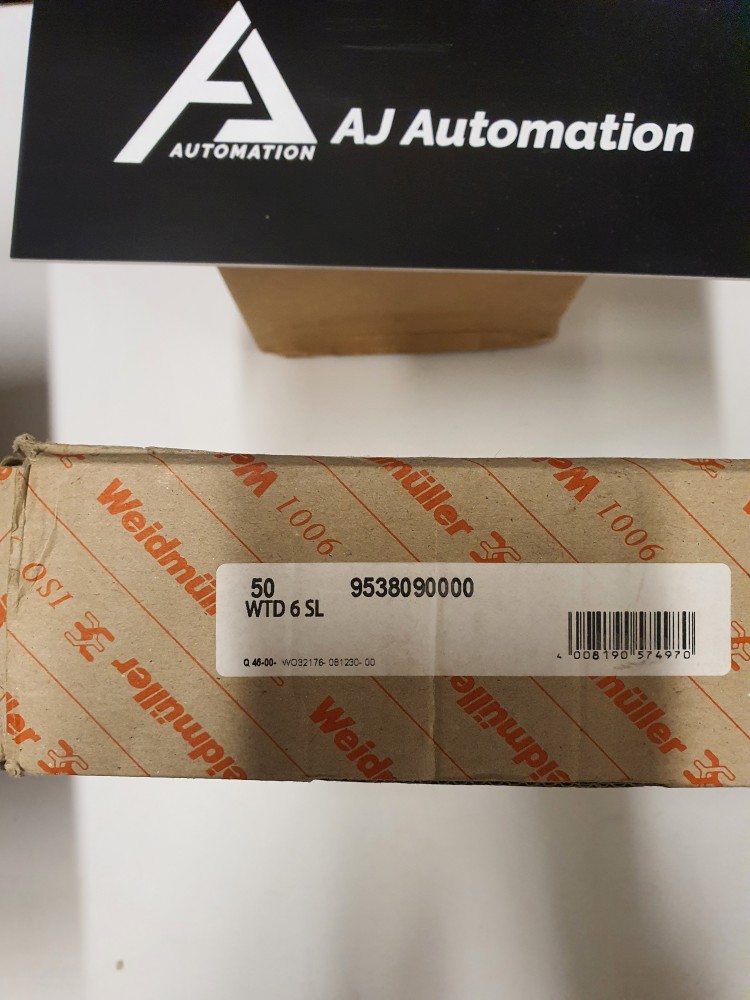 AUTOMATION
AJ Automation
Weidmüller
ISO 9001
Weidmüller
50 9538090000
WTD 6 SL
Q 46-00- WO32176- 081230- 00
4 008190 574970